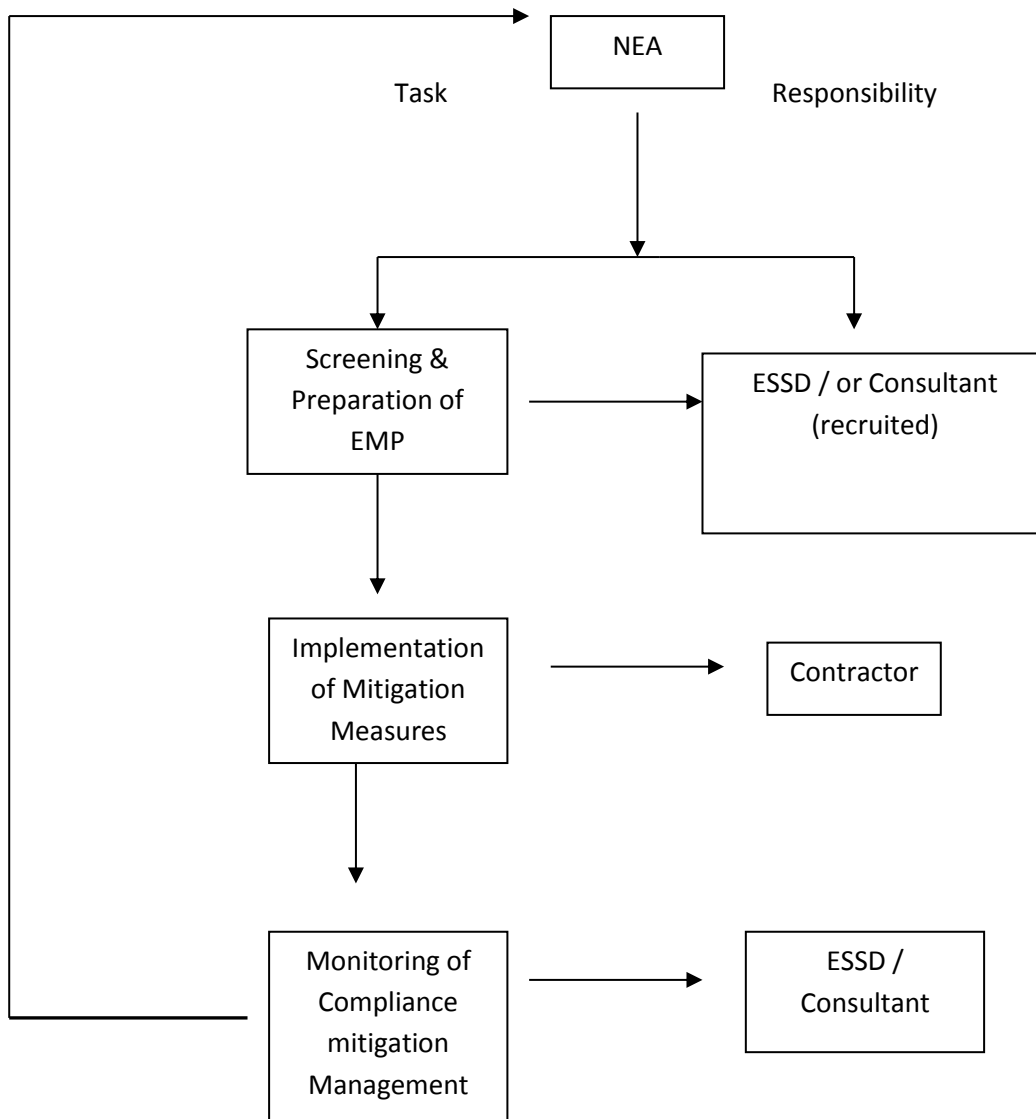 NEA
Task
Responsibility
Screening &
Preparation of
EMP
ESSD / or Consultant
(recruited)
Implementation
of Mitigation
Measures
Contractor
Monitoring of
Compliance
mitigation
Management
ESSD /
Consultant